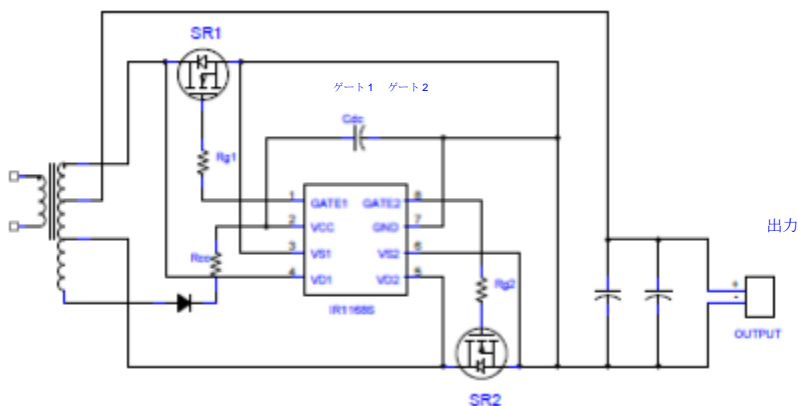 SR1
ゲート1 ゲート2
Cdc
Rg1
1 GATE1 GATE2 8
2 VCC GND 7
3 VS1 VS2 6
4 VD1 VD2 5
Rcc
Rg2
IR11688
出力
+
-
OUTPUT
SR2